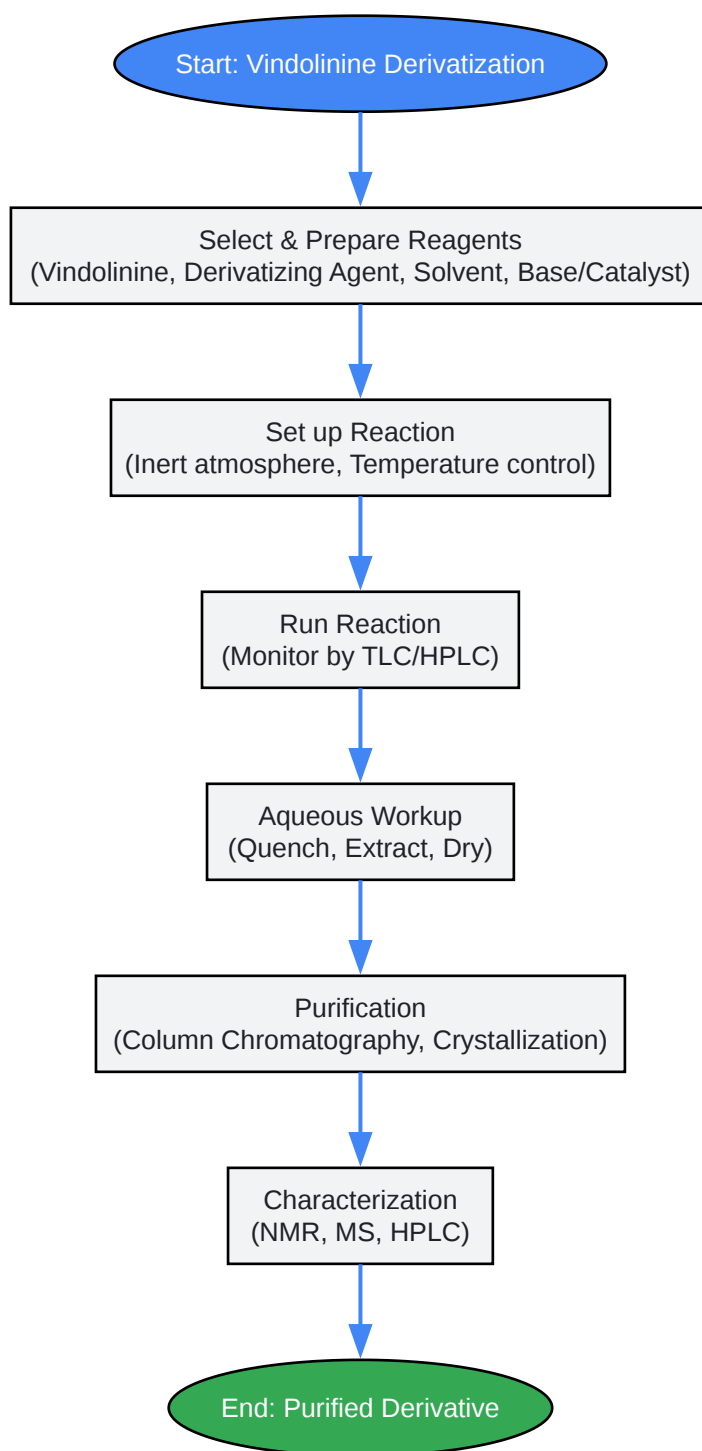 Start: Vindolinine Derivatization
Select & Prepare Reagents
(Vindolinine, Derivatizing Agent, Solvent, Base/Catalyst)
Set up Reaction
(Inert atmosphere, Temperature control)
Run Reaction
(Monitor by TLC/HPLC)
Aqueous Workup
(Quench, Extract, Dry)
Purification
(Column Chromatography, Crystallization)
Characterization
(NMR, MS, HPLC)
End: Purified Derivative